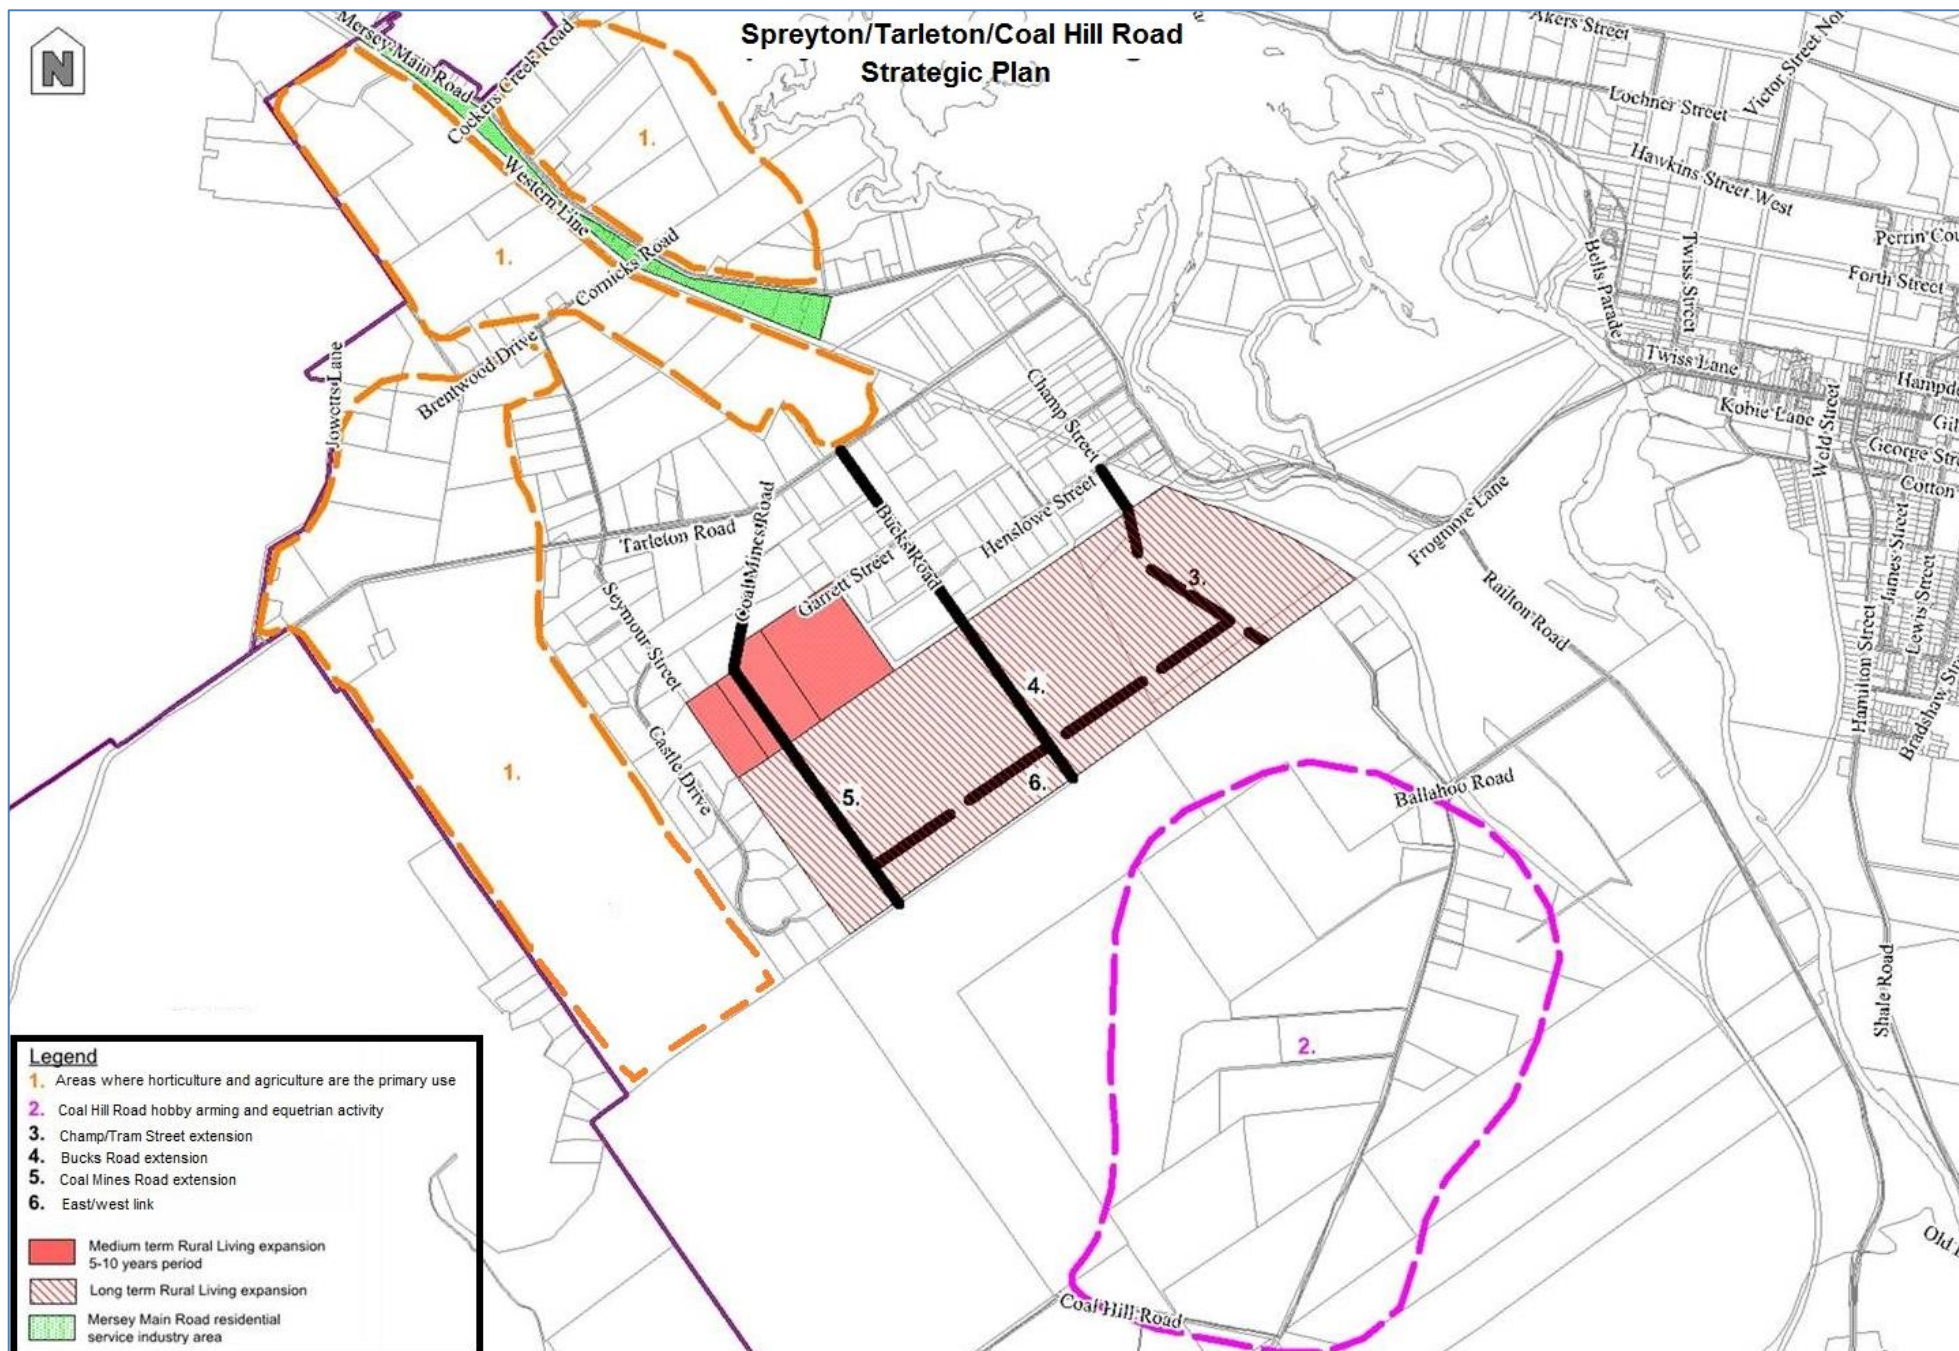 Spreyton/Tarleton/Coal Hill Road
Strategic Plan
N
Mersey Main Road
Cockers Creek Road
Western Line
Cornicks Road
Brentwood Drive
Jowetts Lane
Tarleton Road
Coal Mines Road
Bucks Road
Garrett Street
Henslowe Street
Champ Street
Seymour Street
Castle Drive
Akers Street
Lochner Street
Hawkins Street West
Bells Parade
Twiss Street
Forth Street
Twiss Lane
Kobie Lane
Weld Street
Cotton
James Street
Lewis Street
Hamilton Street
Frogmore Lane
Railton Road
Ballahoo Road
Shale Road
Coal Hill Road
1.
1.
1.
2.
3.
4.
5.
6.
Legend
1. Areas where horticulture and agriculture are the primary use
2. Coal Hill Road hobby arming and equetrian activity
3. Champ/Tram Street extension
4. Bucks Road extension
5. Coal Mines Road extension
6. East/west link
Medium term Rural Living expansion
5-10 years period
Long term Rural Living expansion
Mersey Main Road residential
service industry area